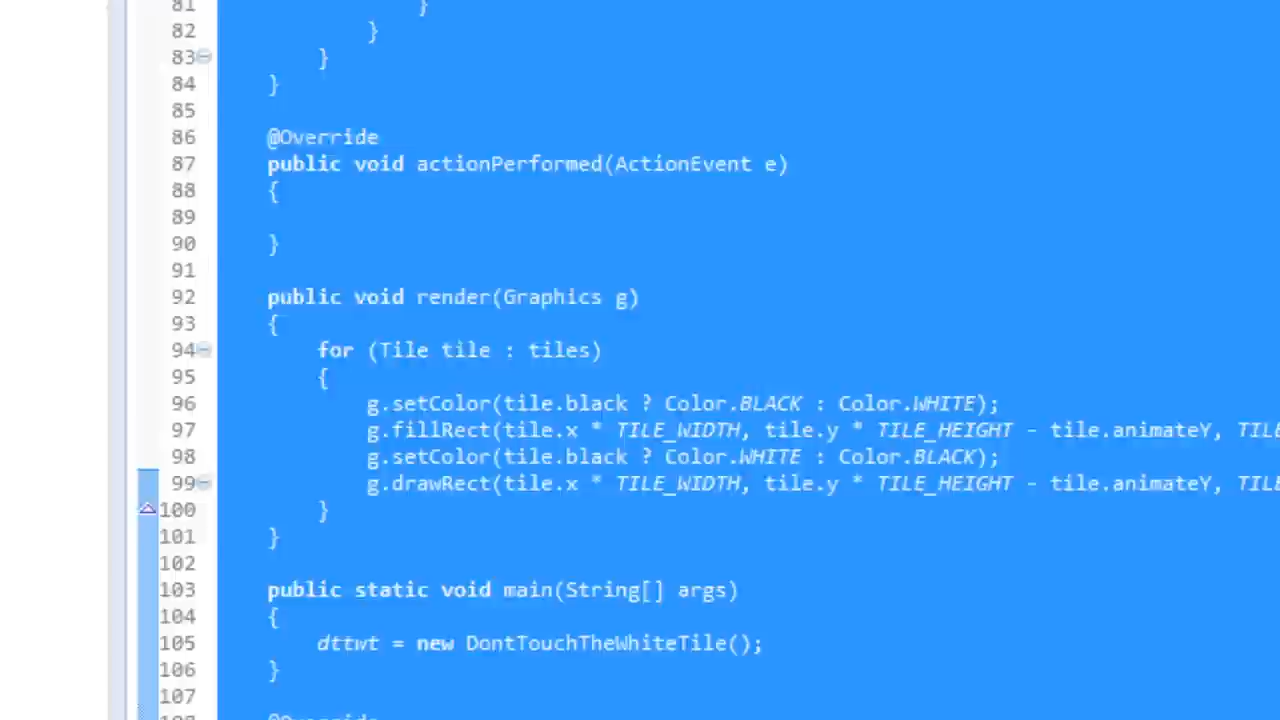 81 }
82 }
83 }
84 }
85
86 @Override
87 public void actionPerformed(ActionEvent e)
88 {
89
90 }
91
92 public void render(Graphics g)
93 {
94 for (Tile tile : tiles)
95 {
96 g.setColor(tile.black ? Color.BLACK : Color.WHITE);
97 g.fillRect(tile.x * TILE_WIDTH, tile.y * TILE_HEIGHT - tile.animateY, TILE
98 g.setColor(tile.black ? Color.WHITE : Color.BLACK);
99 g.drawRect(tile.x * TILE_WIDTH, tile.y * TILE_HEIGHT - tile.animateY, TILE
100 }
101 }
102
103 public static void main(String[] args)
104 {
105 dttwt = new DontTouchTheWhiteTile();
106 }
107
108 @Override